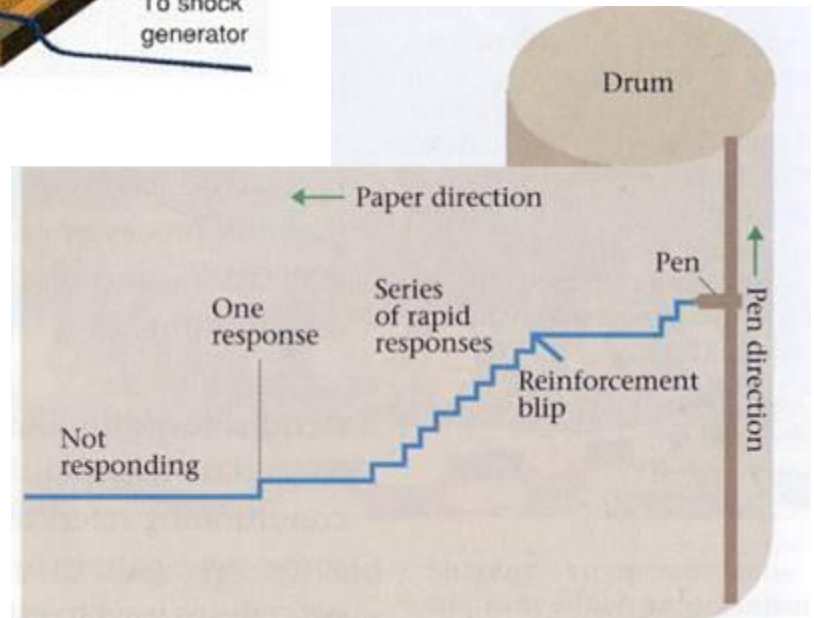 To shock
generator
Drum
Paper direction
Pen
Pen direction
One
response
Series
of rapid
responses
Reinforcement
blip
Not
responding